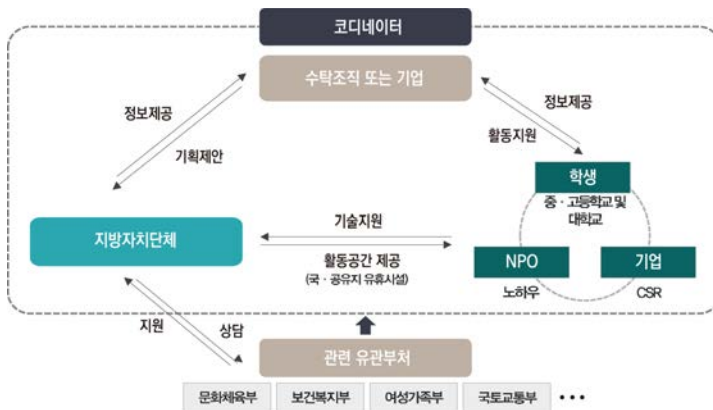 코디네이터
수탁조직 또는 기업
정보제공
기획제안
정보제공
활동지원
학생
중 · 고등학교 및
대학교
지방자치단체
기술지원
활동공간 제공
(국 · 공유지 유휴시설)
NPO
노하우
기업
CSR
지원
상담
관련 유관부처
문화체육부
보건복지부
여성가족부
국토교통부
• • •